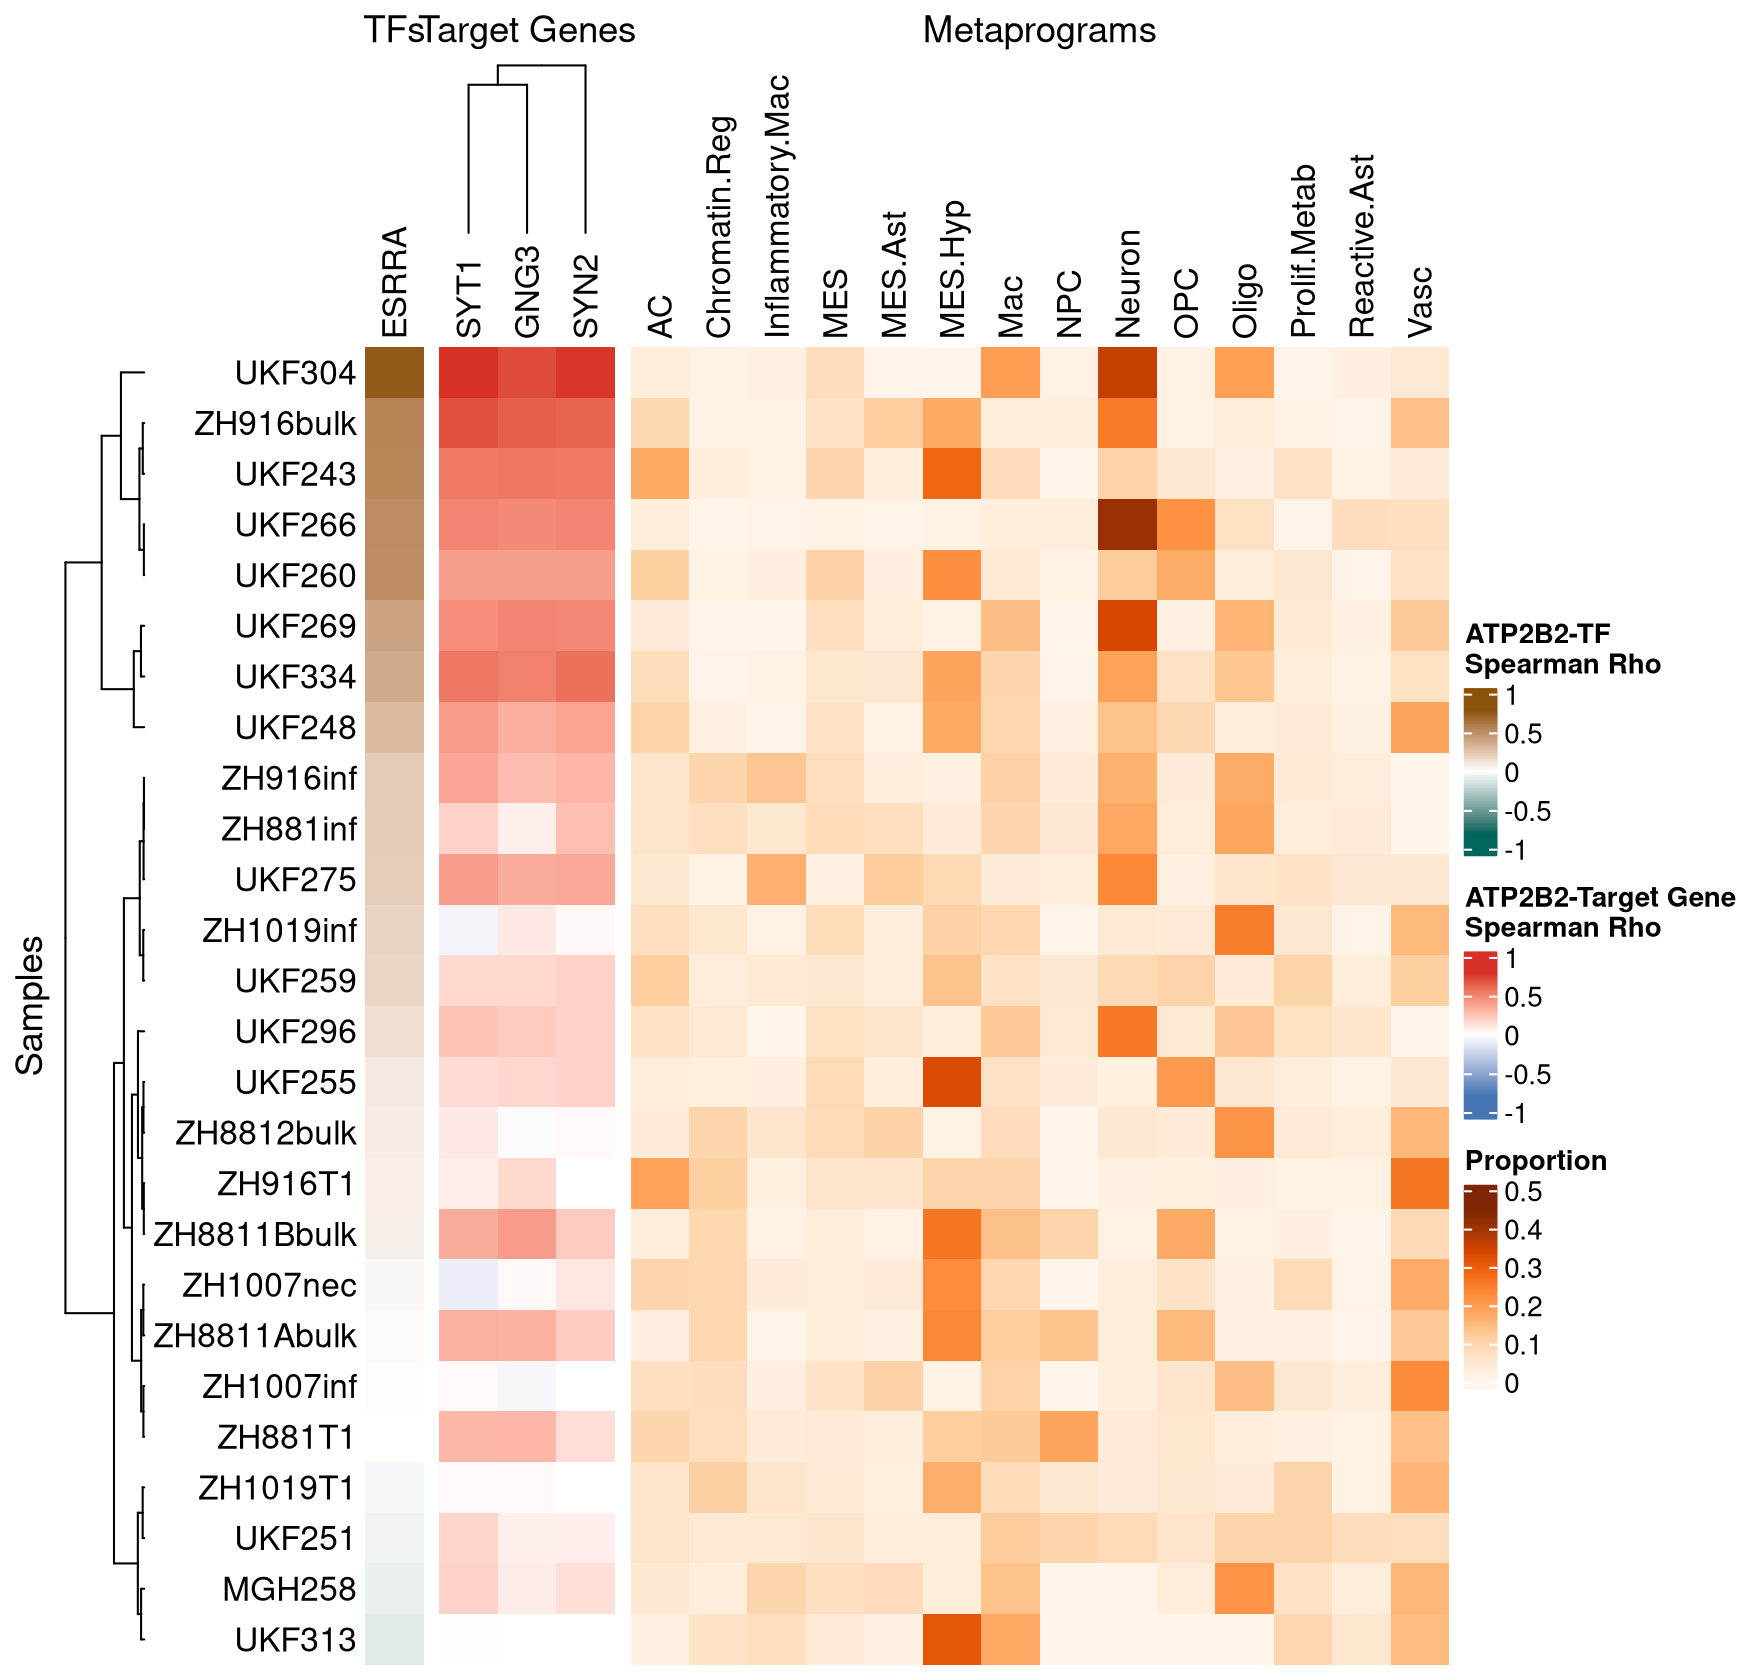 TFs
Target Genes
Metaprograms
ESRRA
SYT1
GNG3
SYN2
AC
Chromatin.Reg
Inflammatory.Mac
MES
MES.Ast
MES.Hyp
Mac
NPC
Neuron
OPC
Oligo
Prolif.Metab
Reactive.Ast
Vasc
Samples
UKF304
ZH916bulk
UKF243
UKF266
UKF260
UKF269
UKF334
UKF248
ZH916inf
ZH881inf
UKF275
ZH1019inf
UKF259
UKF296
UKF255
ZH8812bulk
ZH916T1
ZH8811Bbulk
ZH1007nec
ZH8811Abulk
ZH1007inf
ZH881T1
ZH1019T1
UKF251
MGH258
UKF313
ATP2B2-TF
Spearman Rho
1
0.5
0
-0.5
-1
ATP2B2-Target Gene
Spearman Rho
1
0.5
0
-0.5
-1
Proportion
0.5
0.4
0.3
0.2
0.1
0